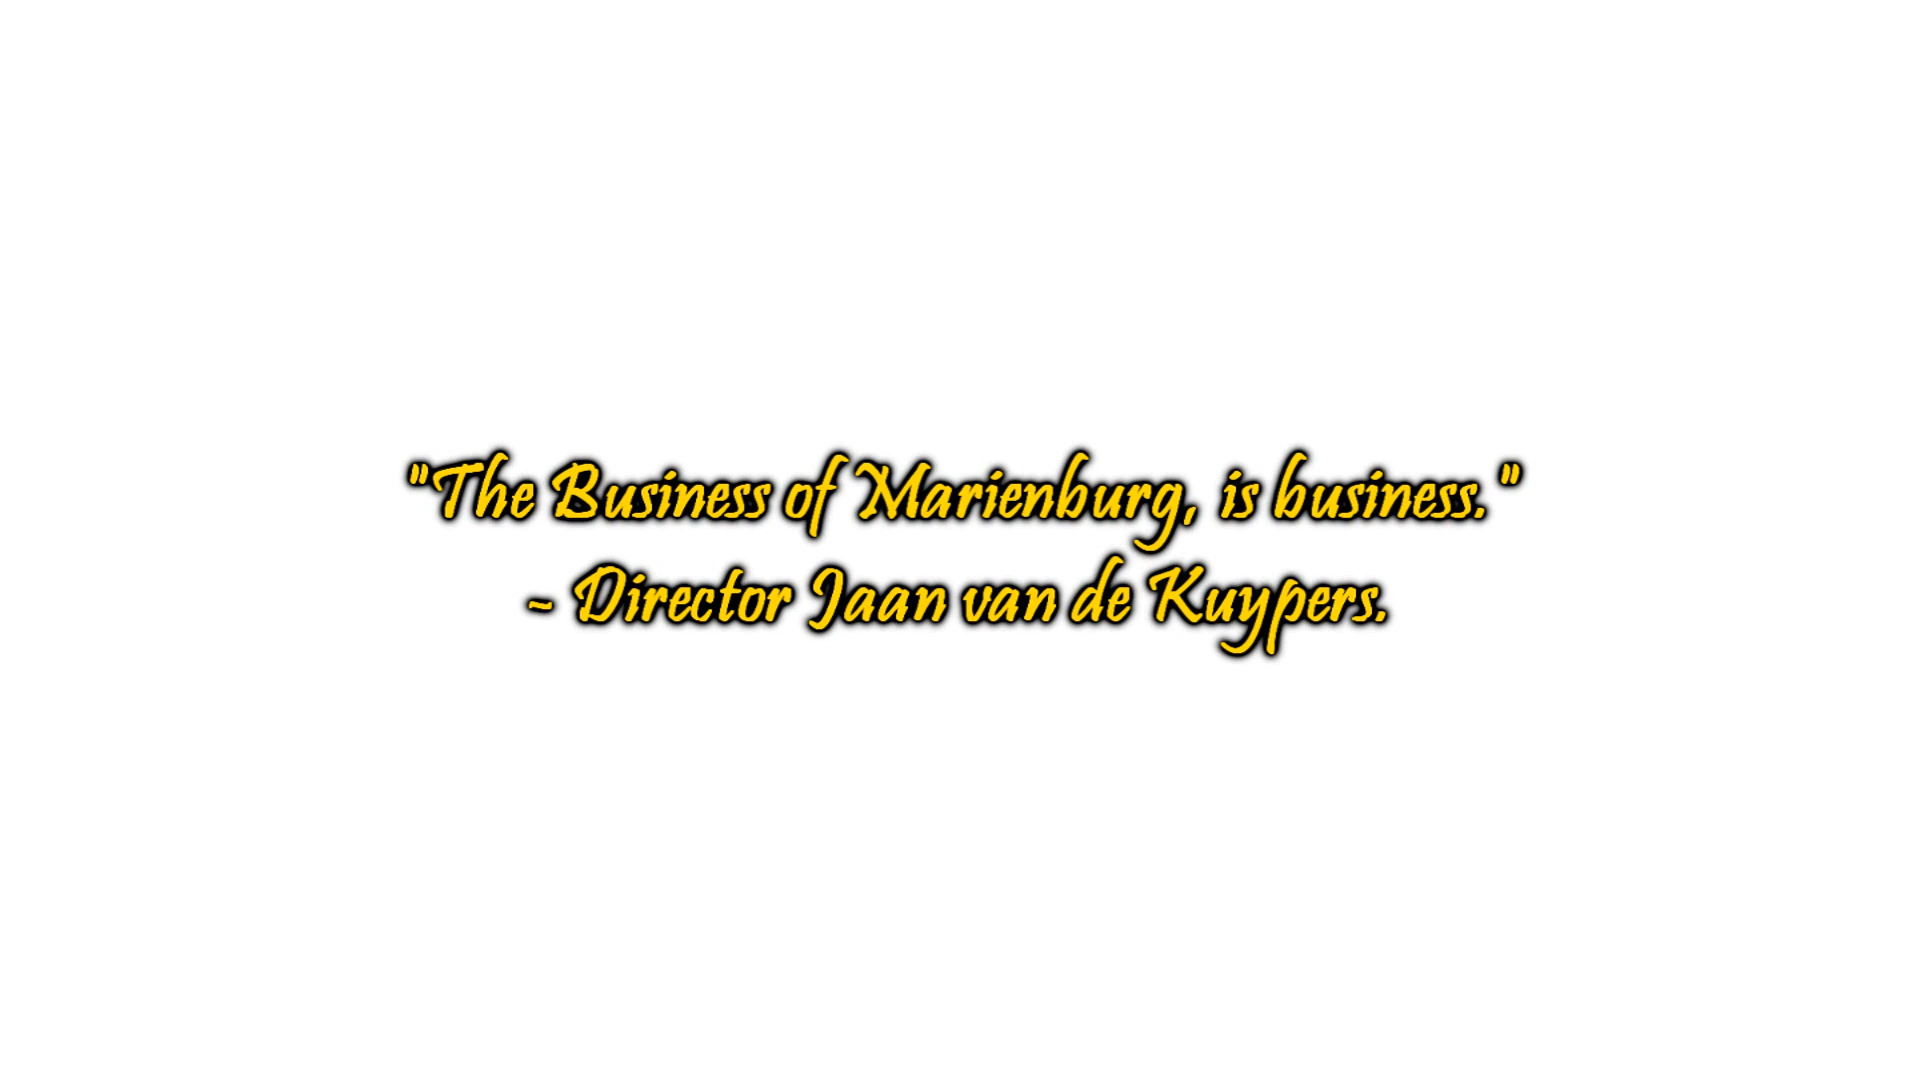 "The Business of Marienburg, is business."
- Director Jaan van de Kuypers.